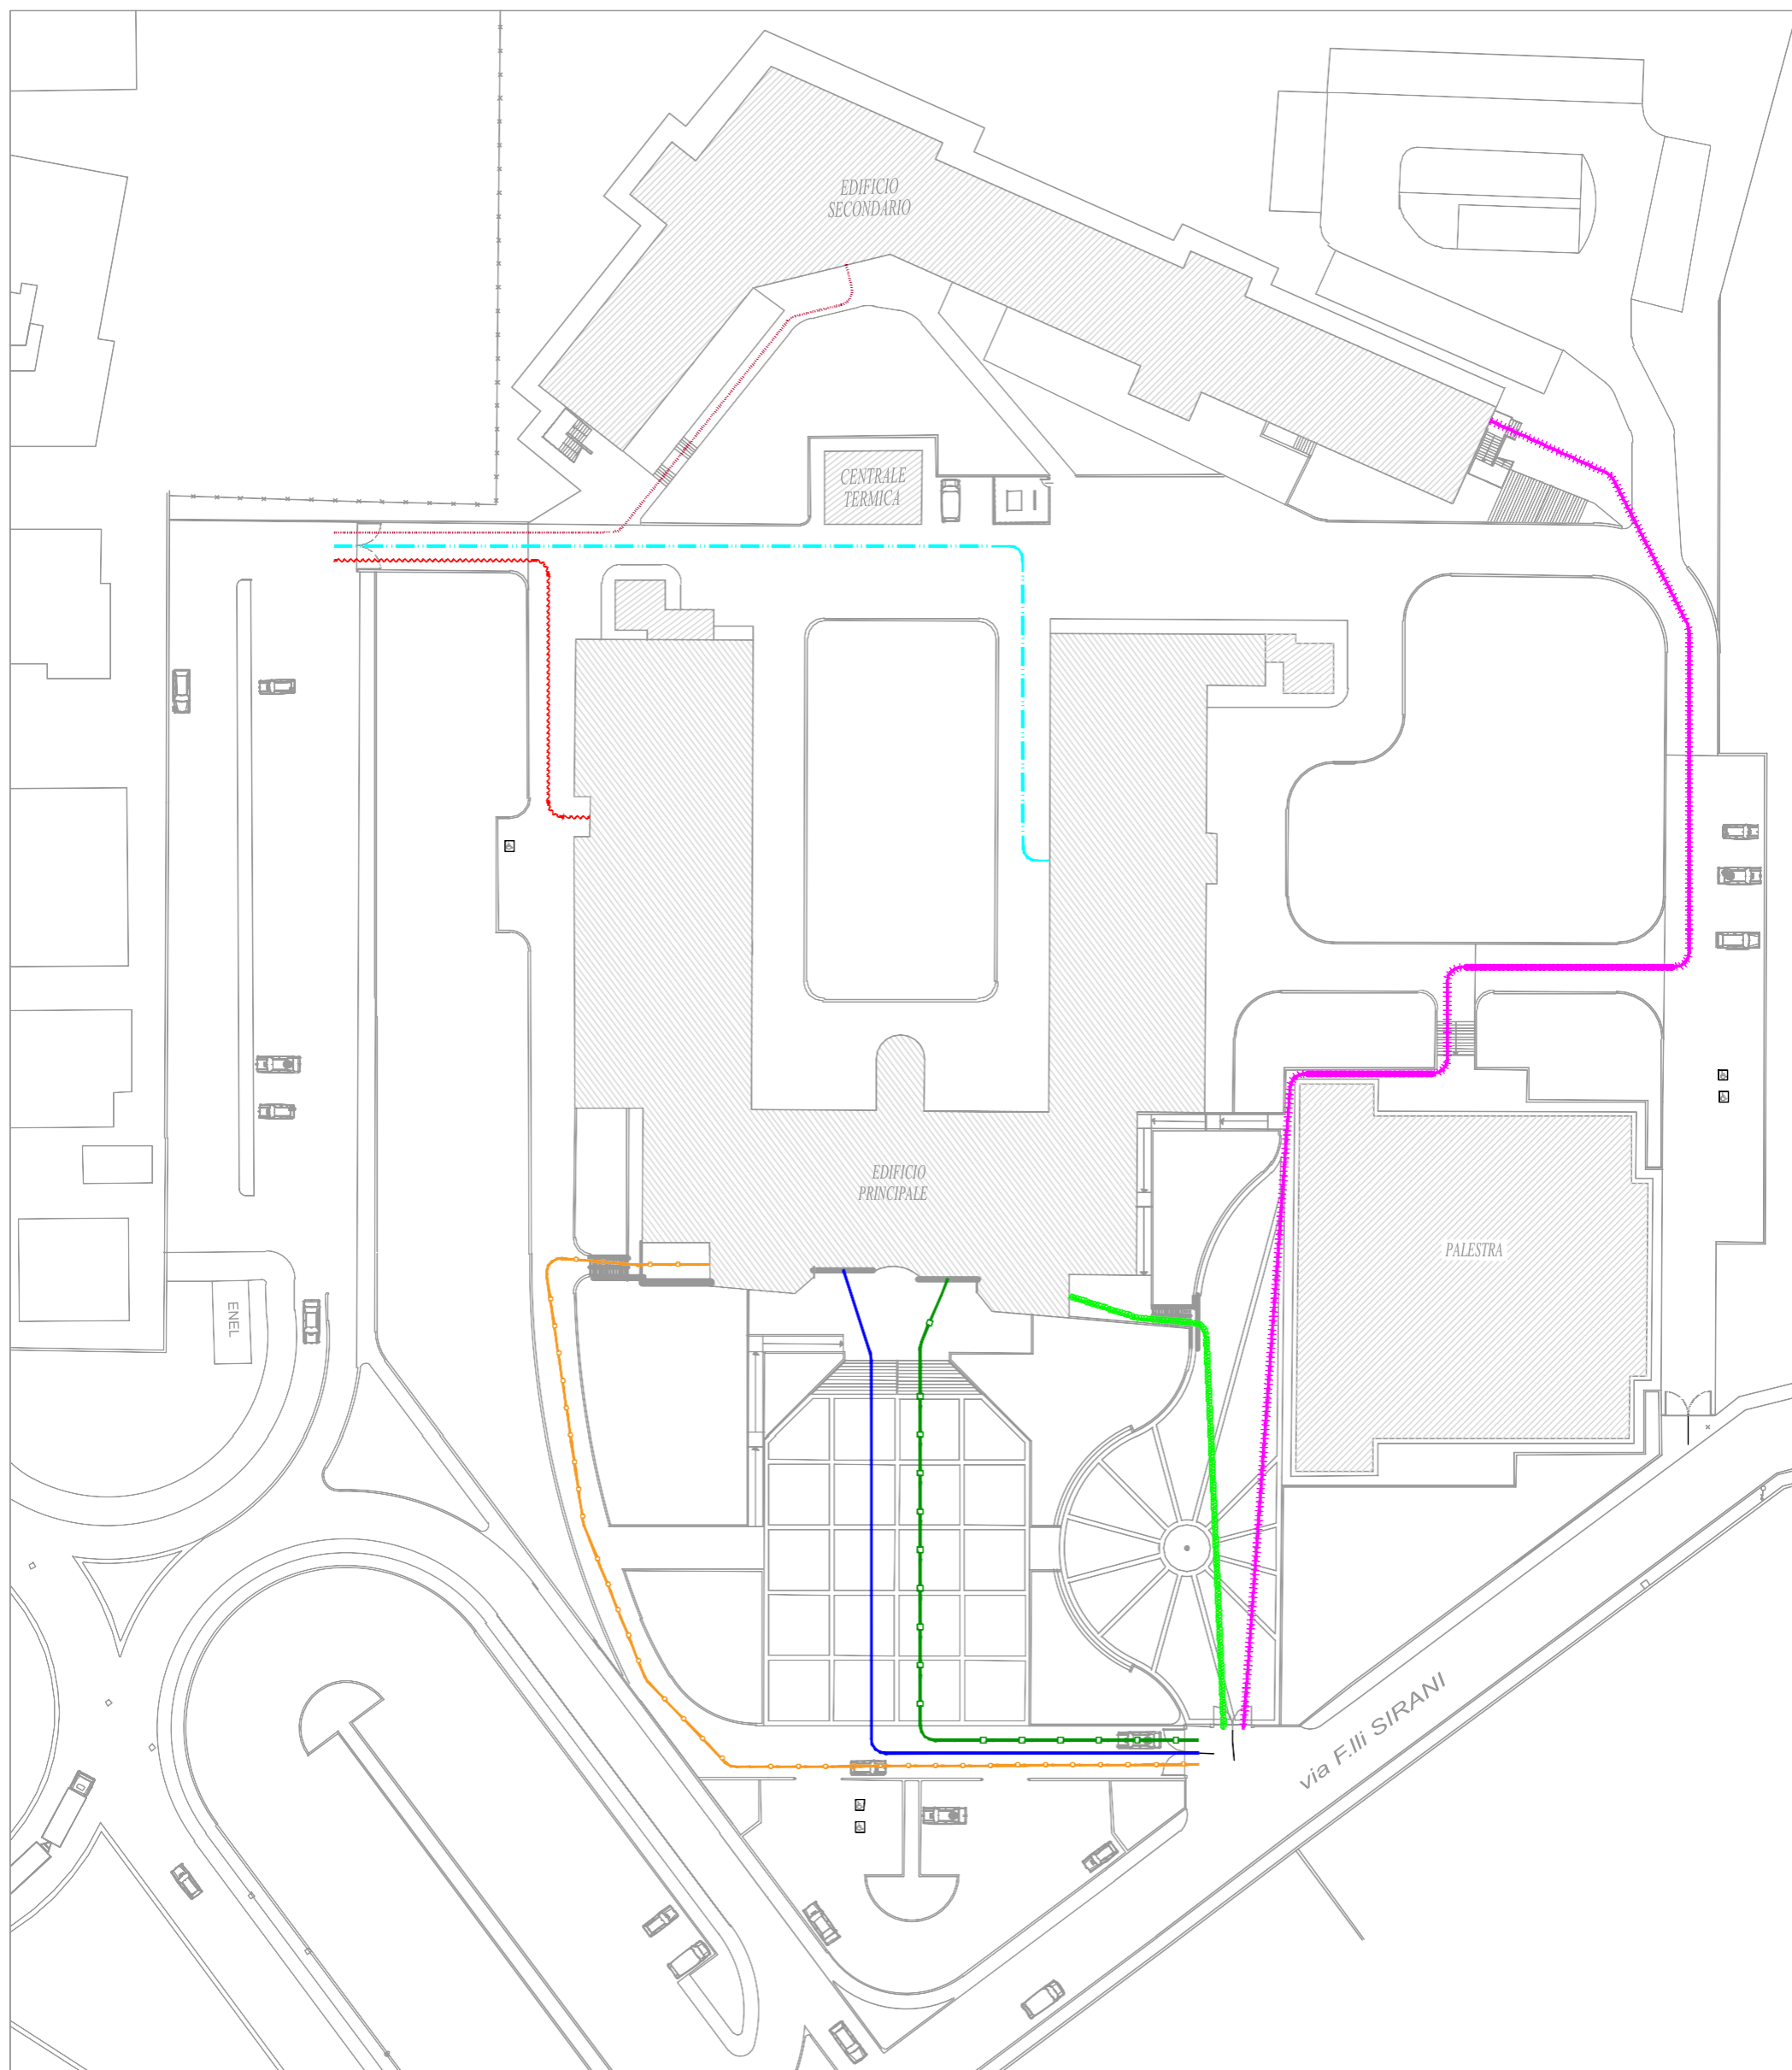 EDIFICIO
SECONDARIO
CENTRALE
TERMICA
EDIFICIO
PRINCIPALE
PALESTRA
ENEL
via F.lli SIRANI